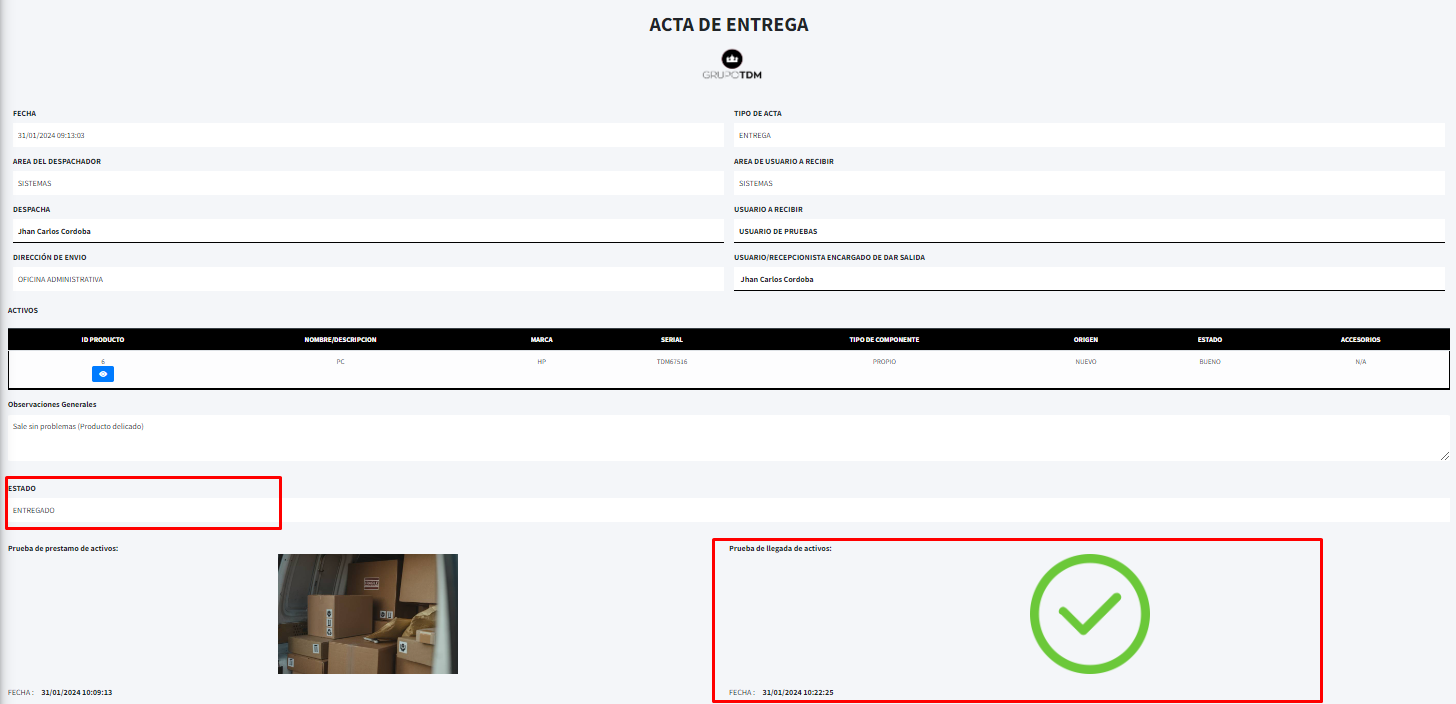 ACTA DE ENTREGA
GRUPOTDM
FECHA
31/01/2024 09:13:03
TIPO DE ACTA
ENTREGA
AREA DEL DESPACHADOR
SISTEMAS
AREA DE USUARIO A RECIBIR
SISTEMAS
DESPACHA
Jhan Carlos Cordoba
USUARIO A RECIBIR
USUARIO DE PRUEBAS
DIRECCIÓN DE ENVIO
OFICINA ADMINISTRATIVA
USUARIO/RECEPCIONISTA ENCARGADO DE DAR SALIDA
Jhan Carlos Cordoba
ACTIVOS
ID PRODUCTO NOMBRE/DESCRIPCION MARCA SERIAL TIPO DE COMPONENTE ORIGEN ESTADO ACCESORIOS
6 PC HP TDM67516 PROPIO NUEVO BUENO N/A
Observaciones Generales
Sale sin problemas (Producto delicado)
ESTADO
ENTREGADO
Prueba de prestamo de activos:
FECHA : 31/01/2024 10:09:13
Prueba de llegada de activos:
FECHA : 31/01/2024 10:22:25